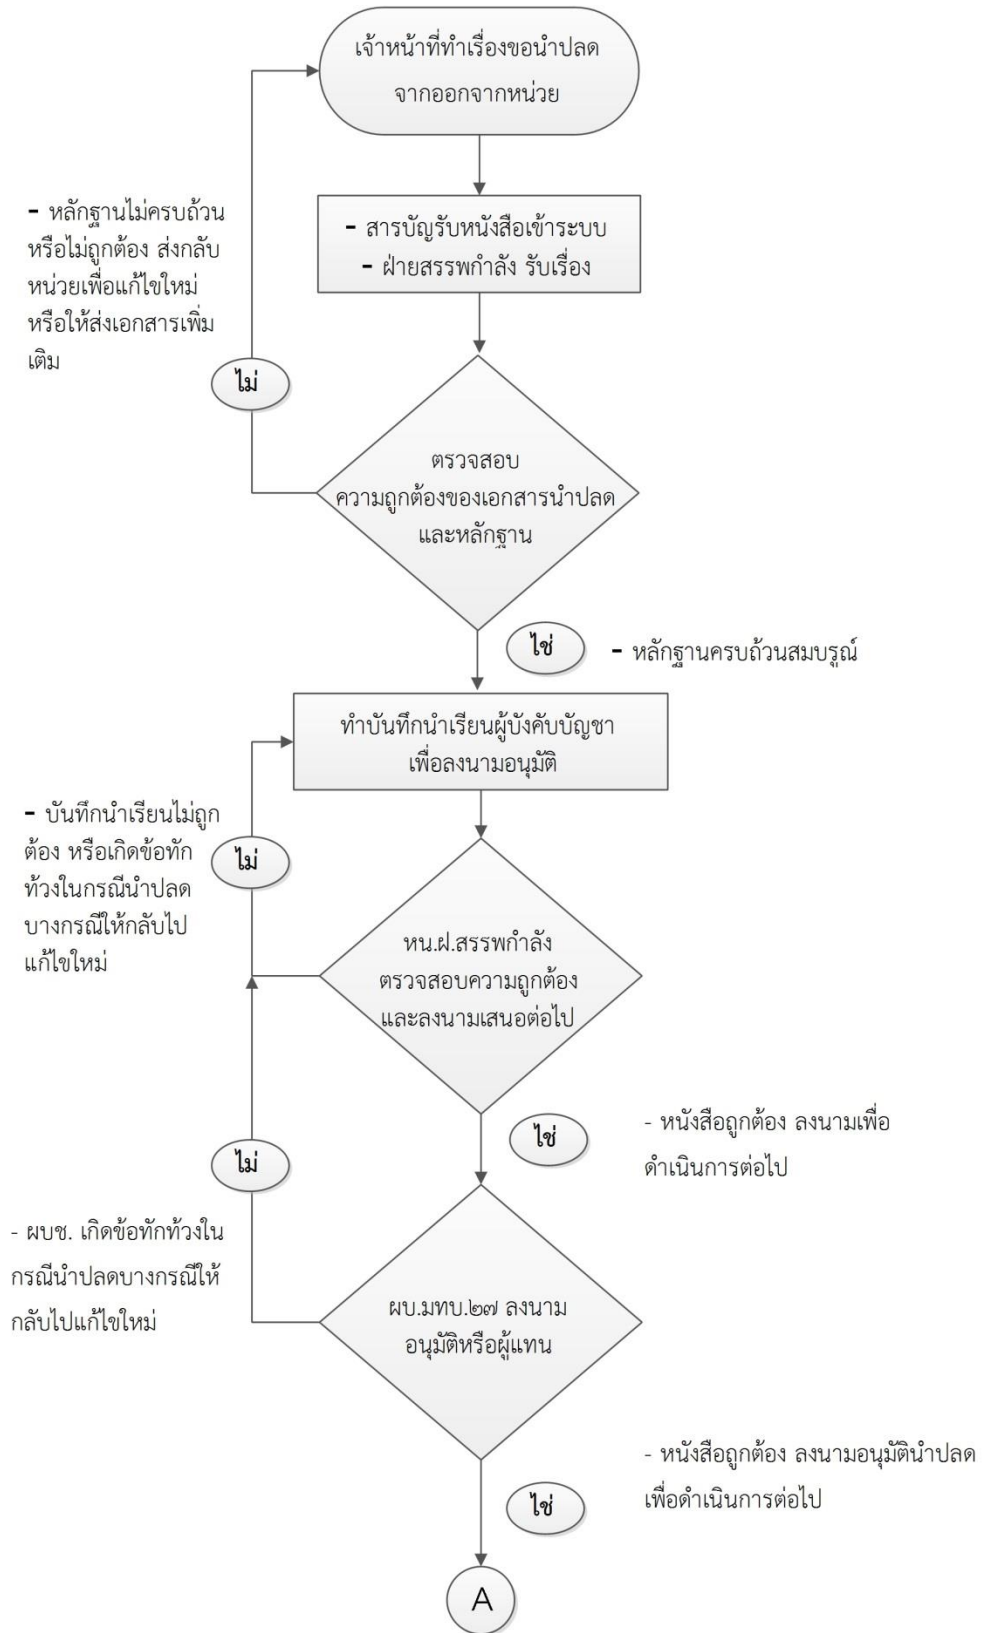 เจ้าหน้าที่ทำเรื่องขอนำปลด
จากออกจากหน่วย
- สารบัญรับหนังสือเข้าระบบ
- ฝ่ายสรรพกำลัง รับเรื่อง
- หลักฐานไม่ครบถ้วน
หรือไม่ถูกต้อง ส่งกลับ
หน่วยเพื่อแก้ไขใหม่
หรือให้ส่งเอกสารเพิ่ม
เติม
ไม่
ตรวจสอบ
ความถูกต้องของเอกสารนำปลด
และหลักฐาน
ใช่
- หลักฐานครบถ้วนสมบรูณ์
ทำบันทึกนำเรียนผู้บังคับบัญชา
เพื่อลงนามอนุมัติ
- บันทึกนำเรียนไม่ถูก
ต้อง หรือเกิดข้อทัก
ท้วงในกรณีนำปลด
บางกรณีให้กลับไป
แก้ไขใหม่
ไม่
หน.ฝ.สรรพกำลัง
ตรวจสอบความถูกต้อง
และลงนามเสนอต่อไป
ใช่
- หนังสือถูกต้อง ลงนามเพื่อ
ดำเนินการต่อไป
ไม่
- ผบช. เกิดข้อทักท้วงใน
กรณีนำปลดบางกรณีให้
กลับไปแก้ไขใหม่
ผบ.มทบ.๒๗ ลงนาม
อนุมัติหรือผู้แทน
ใช่
- หนังสือถูกต้อง ลงนามอนุมัตินำปลด
เพื่อดำเนินการต่อไป
A